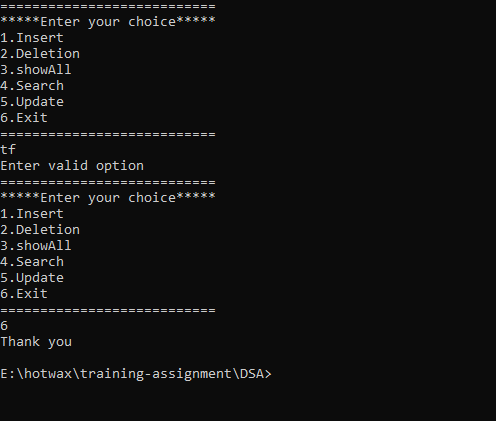 ===========================
*****Enter your choice*****
1.Insert
2.Deletion
3.showAll
4.Search
5.Update
6.Exit
===========================
tf
Enter valid option
===========================
*****Enter your choice*****
1.Insert
2.Deletion
3.showAll
4.Search
5.Update
6.Exit
===========================
6
Thank you
E:\hotwax\training-assignment\DSA>